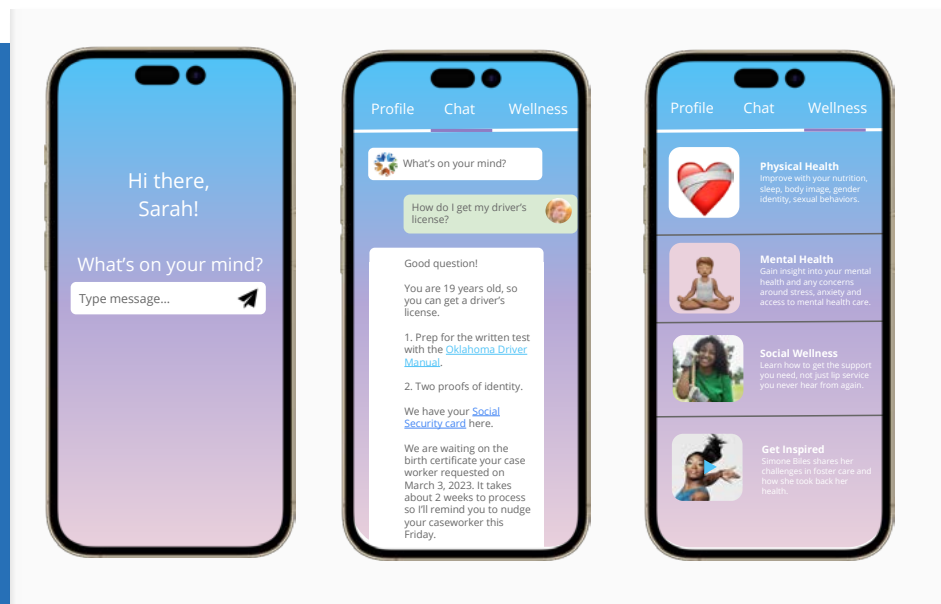 Hi there,
Sarah!
What's on your mind?
Type message...
Profile Chat Wellness
What's on your mind?
How do I get my driver's
license?
Good question!
You are 19 years old, so
you can get a driver's
license.
1. Prep for the written test
with the Oklahoma Driver
Manual.
2. Two proofs of identity.
We have your Social
Security card here.
We are waiting on the
birth certificate your case
worker requested on
March 3, 2023. It takes
about 2 weeks to process
so I'll remind you to nudge
your caseworker this
Friday.
Profile Chat Wellness
Physical Health
Improve with your nutrition,
sleep, body image, gender
identity, sexual behaviors.
Mental Health
Gain insight into your mental
health and any concerns
around stress, anxiety and
access to mental health care.
Social Wellness
Learn how to get the support
you need, not just lip service
you never hear from again.
Get Inspired
Simone Biles shares her
challenges in foster care and
how she took back her
health.